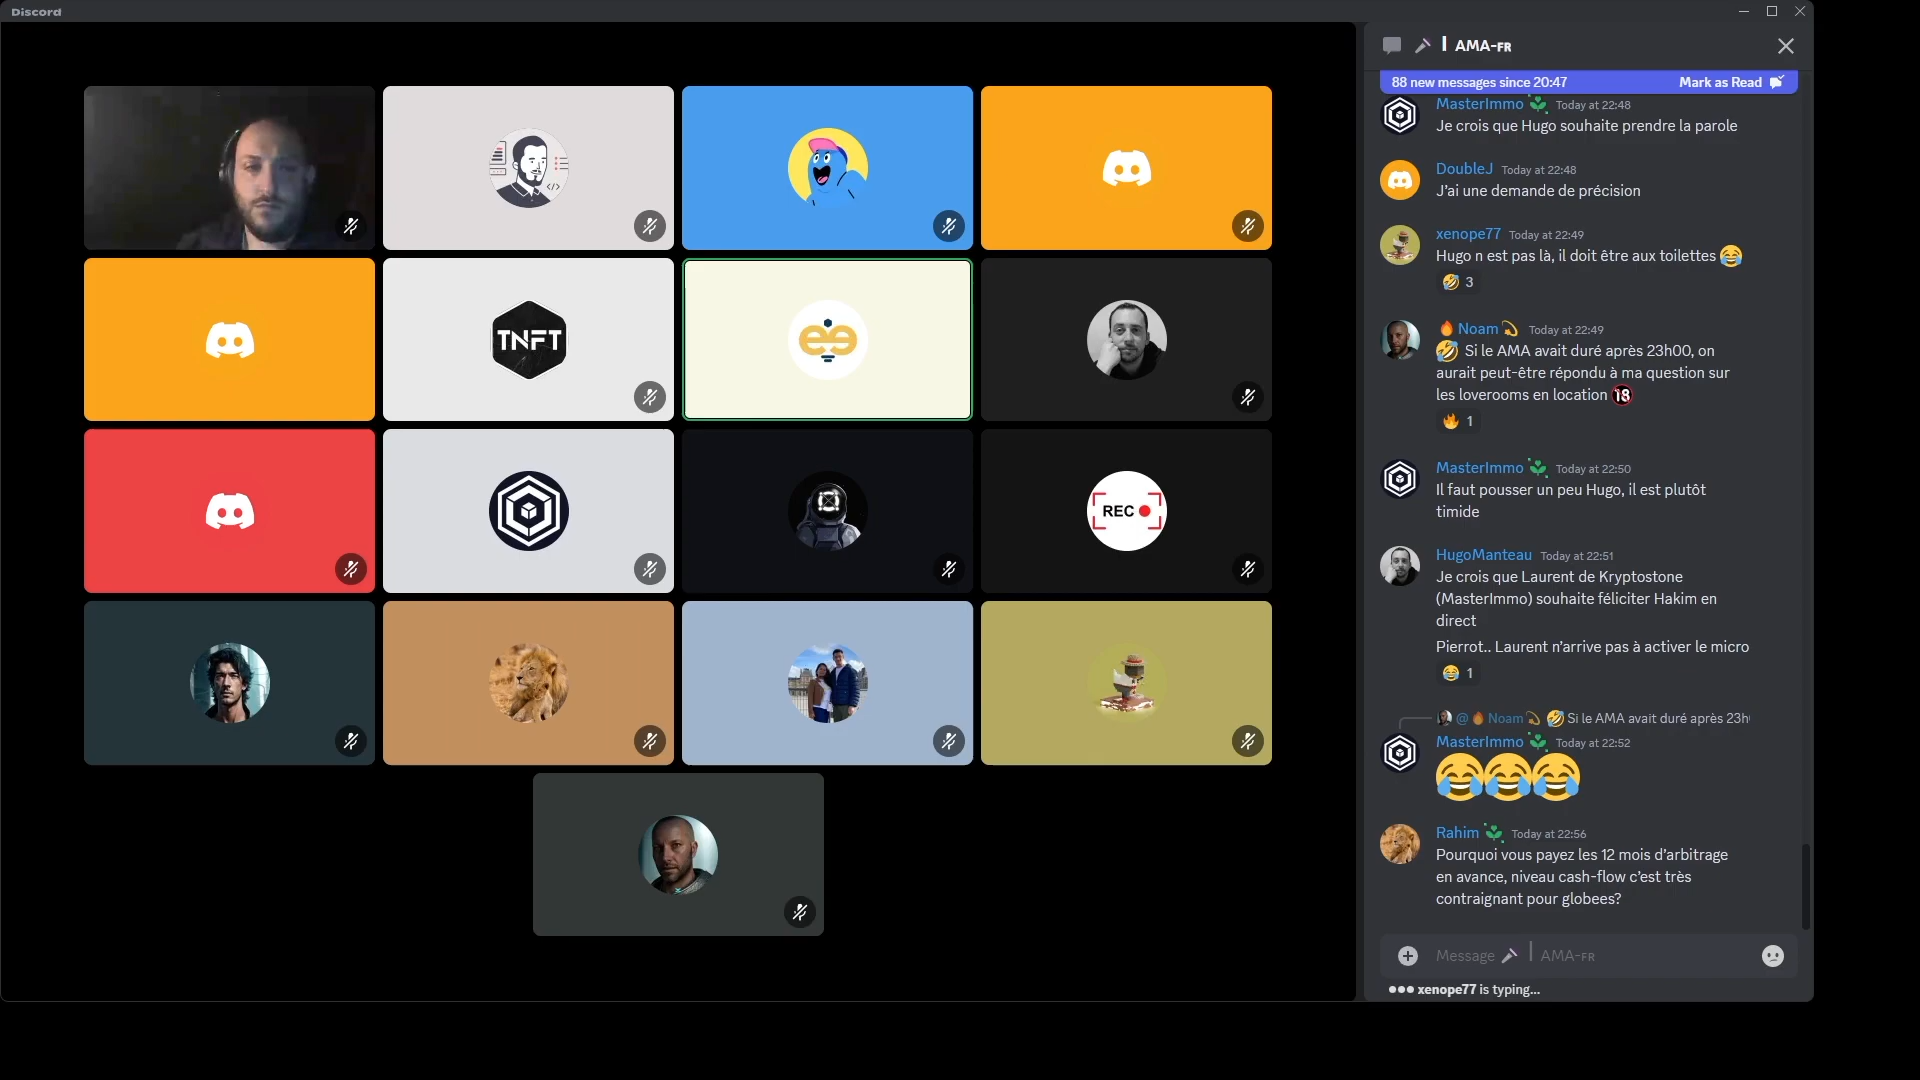 Discord
AMA-FR
88 new messages since 20:47
Mark as Read
MasterImmo Today at 22:48
Je crois que Hugo souhaite prendre la parole
DoubleJ Today at 22:48
J'ai une demande de précision
xenope77 Today at 22:49
Hugo n est pas là, il doit être aux toilettes 😂
🤣 3
🔥 Noam 💫 Today at 22:49
🤣 Si le AMA avait duré après 23h00, on
aurait peut-être répondu à ma question sur
les loverooms en location 🔞
🔥 1
MasterImmo Today at 22:50
Il faut pousser un peu Hugo, il est plutôt
timide
HugoManteau Today at 22:51
Je crois que Laurent de Kryptostone
(MasterImmo) souhaite féliciter Hakim en
direct
Pierrot.. Laurent n'arrive pas à activer le micro
😂 1
@🔥 Noam 💫 🤣 Si le AMA avait duré après 23h
MasterImmo Today at 22:52
😂😂😂
Rahim Today at 22:56
Pourquoi vous payez les 12 mois d'arbitrage
en avance, niveau cash-flow c'est très
contraignant pour globees?
Message AMA-FR
xenope77 is typing...
TNFT
REC